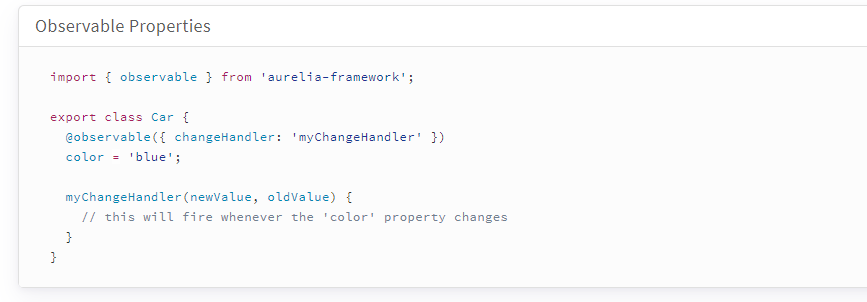 Observable Properties
import { observable } from 'aurelia-framework';
export class Car {
@observable({ changeHandler: 'myChangeHandler' })
color = 'blue';
myChangeHandler(newValue, oldValue) {
// this will fire whenever the 'color' property changes
}
}